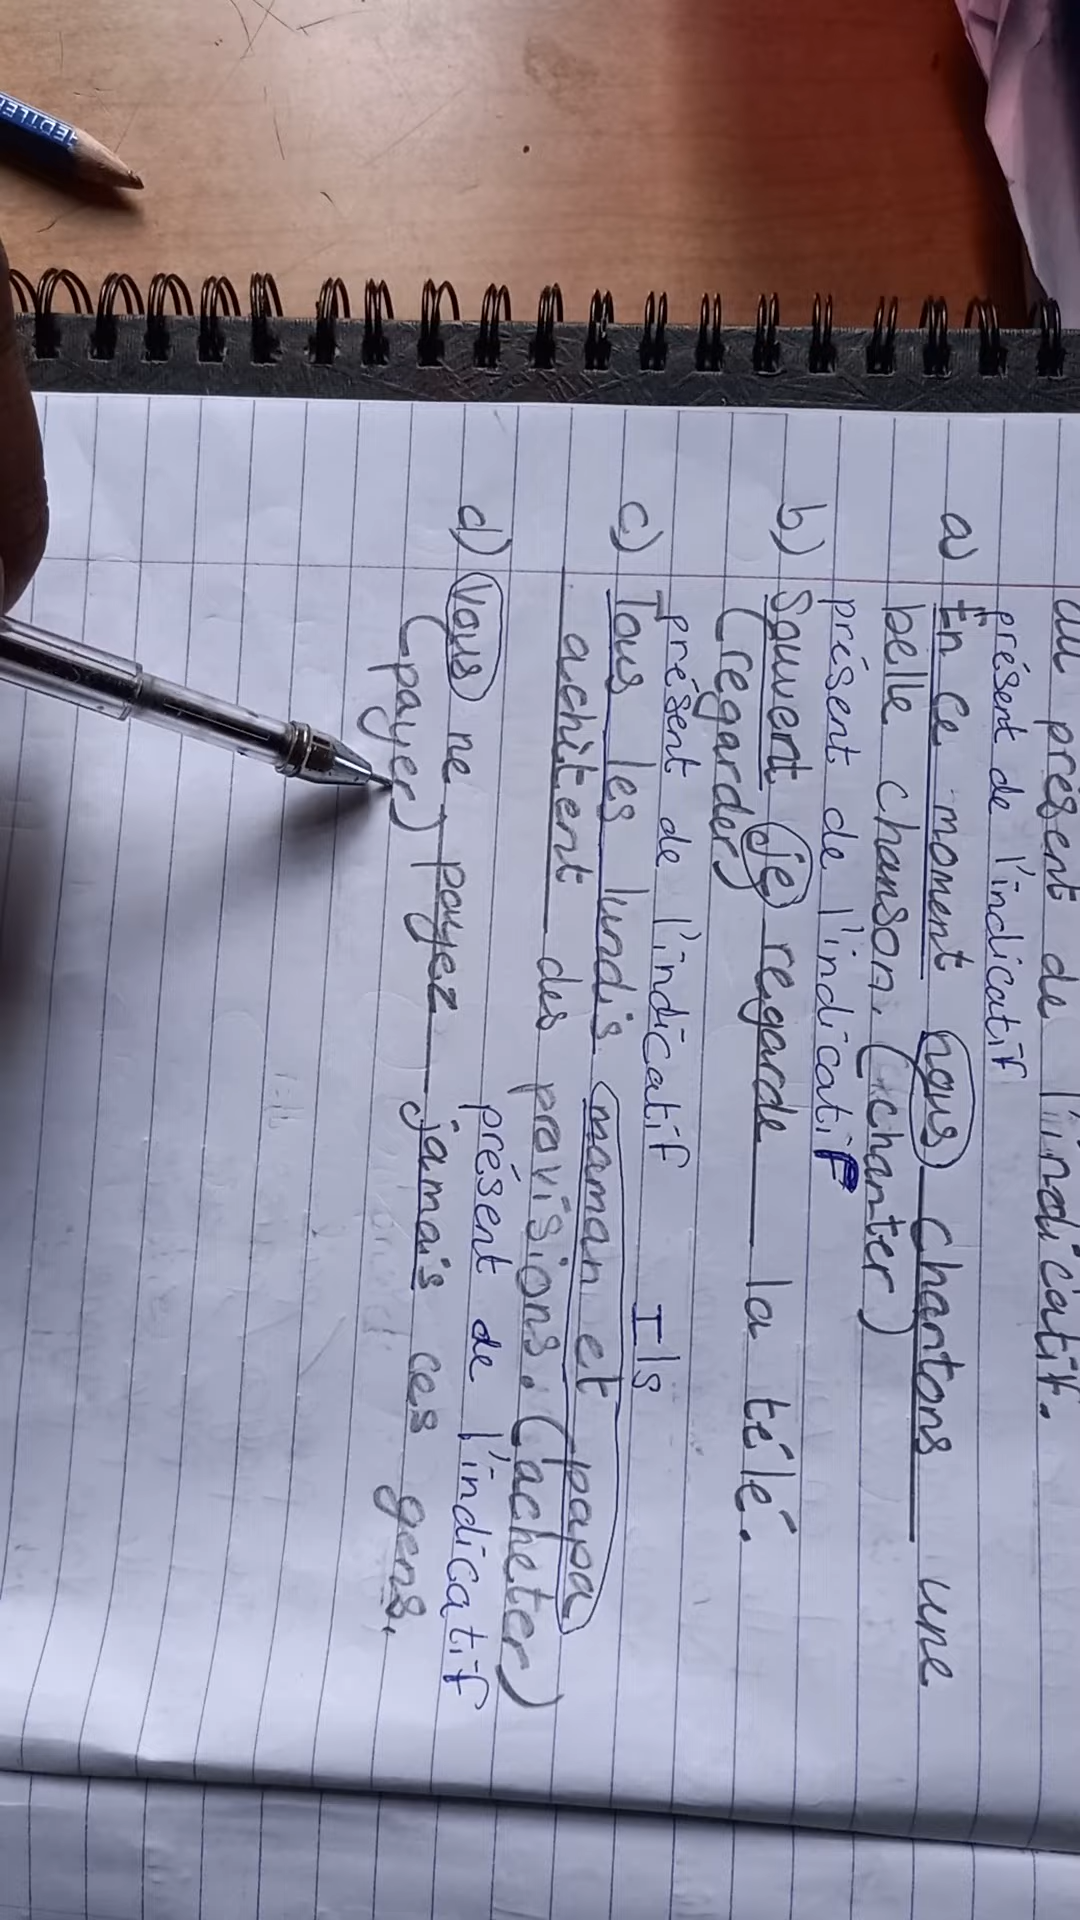 au présent de l'indicatif.
présent de l'indicatif
a) En ce moment nous chantons une
belle chanson. (chanter)
présent de l'indicatif
b) Souvent je regarde la télé.
(regarder)
présent de l'indicatif Ils
c) Tous les lundis maman et papa
achètent des provisions. (acheter)
présent de l'indicatif
d) Vous ne payez jamais ces gens.
(payer)